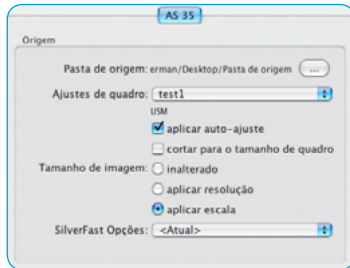 AS 35
Origem
Pasta de origem: erman/Desktop/Pasta de origem ...
Ajustes de quadro: test1
USM
aplicar auto-ajuste
cortar para o tamanho de quadro
Tamanho de imagem: inalterado
aplicar resolução
aplicar escala
SilverFast Opções: <Atual>